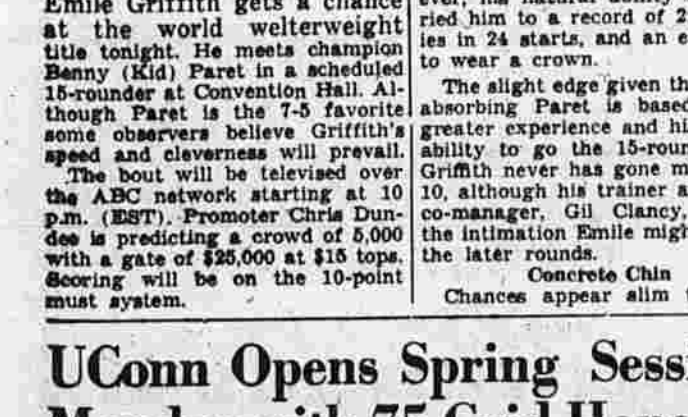 Emile Griffith gets a chance
at the world welterweight
title tonight. He meets champion
Benny (Kid) Paret in a scheduled
15-rounder at Convention Hall. Al-
though Paret is the 7-5 favorite
some observers believe Griffith's
speed and cleverness will prevail.
The bout will be televised over
the ABC network starting at 10
p.m. (EST). Promoter Chris Dun-
dee is predicting a crowd of 5,000
with a gate of $25,000 at $15 tops.
Scoring will be on the 10-point
must system.
ried him to a record of 2
ies in 24 starts, and an e
to wear a crown.
The slight edge given th
absorbing Paret is based
greater experience and hi
ability to go the 15-roun
Griffith never has gone m
10, although his trainer a
co-manager, Gil Clancy,
the intimation Emile migh
the later rounds.
Concrete Chin
Chances appear slim
UConn Opens Spring Sess